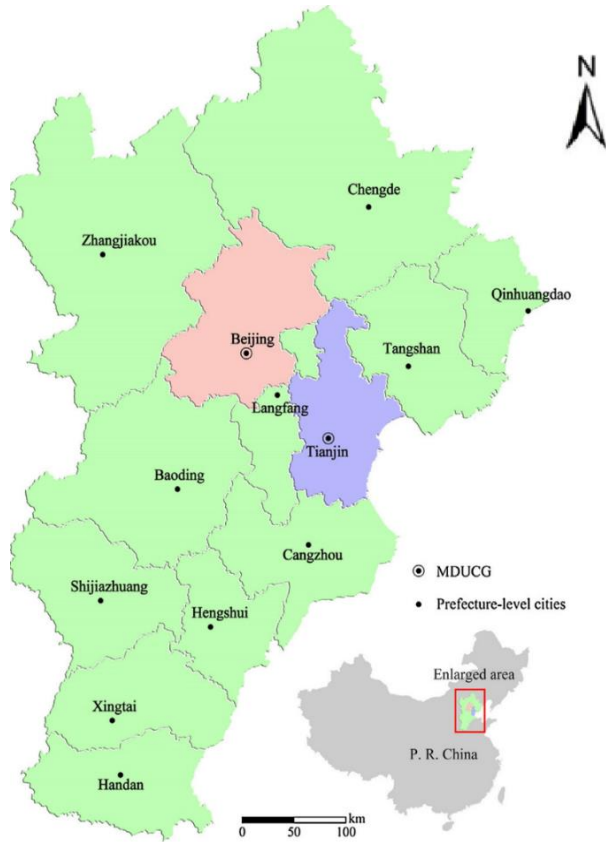 N
Chengde
Zhangjiakou
Qinhuangdao
Beijing
Tangshan
Langfang
Tianjin
Baoding
Cangzhou
MDUCG
Shijiazhuang
Prefecture-level cities
Hengshui
Enlarged area
Xingtai
P. R. China
Handan
km
0 50 100